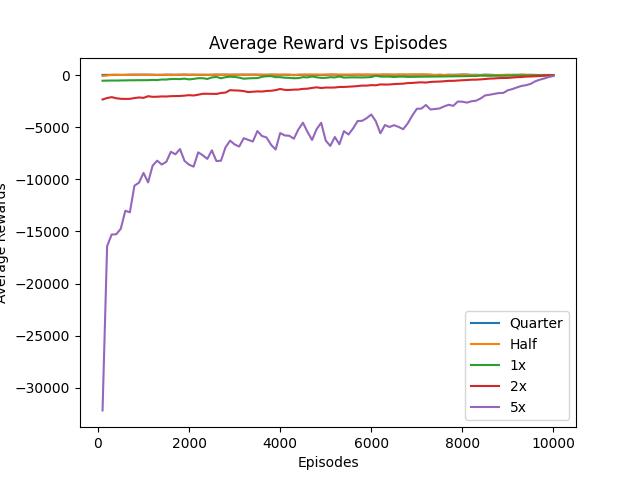 Average Reward vs Episodes
0
−5000
−10000
−15000
−20000
−25000
−30000
Average Rewards
0
2000
4000
6000
8000
10000
Episodes
Quarter
Half
1x
2x
5x